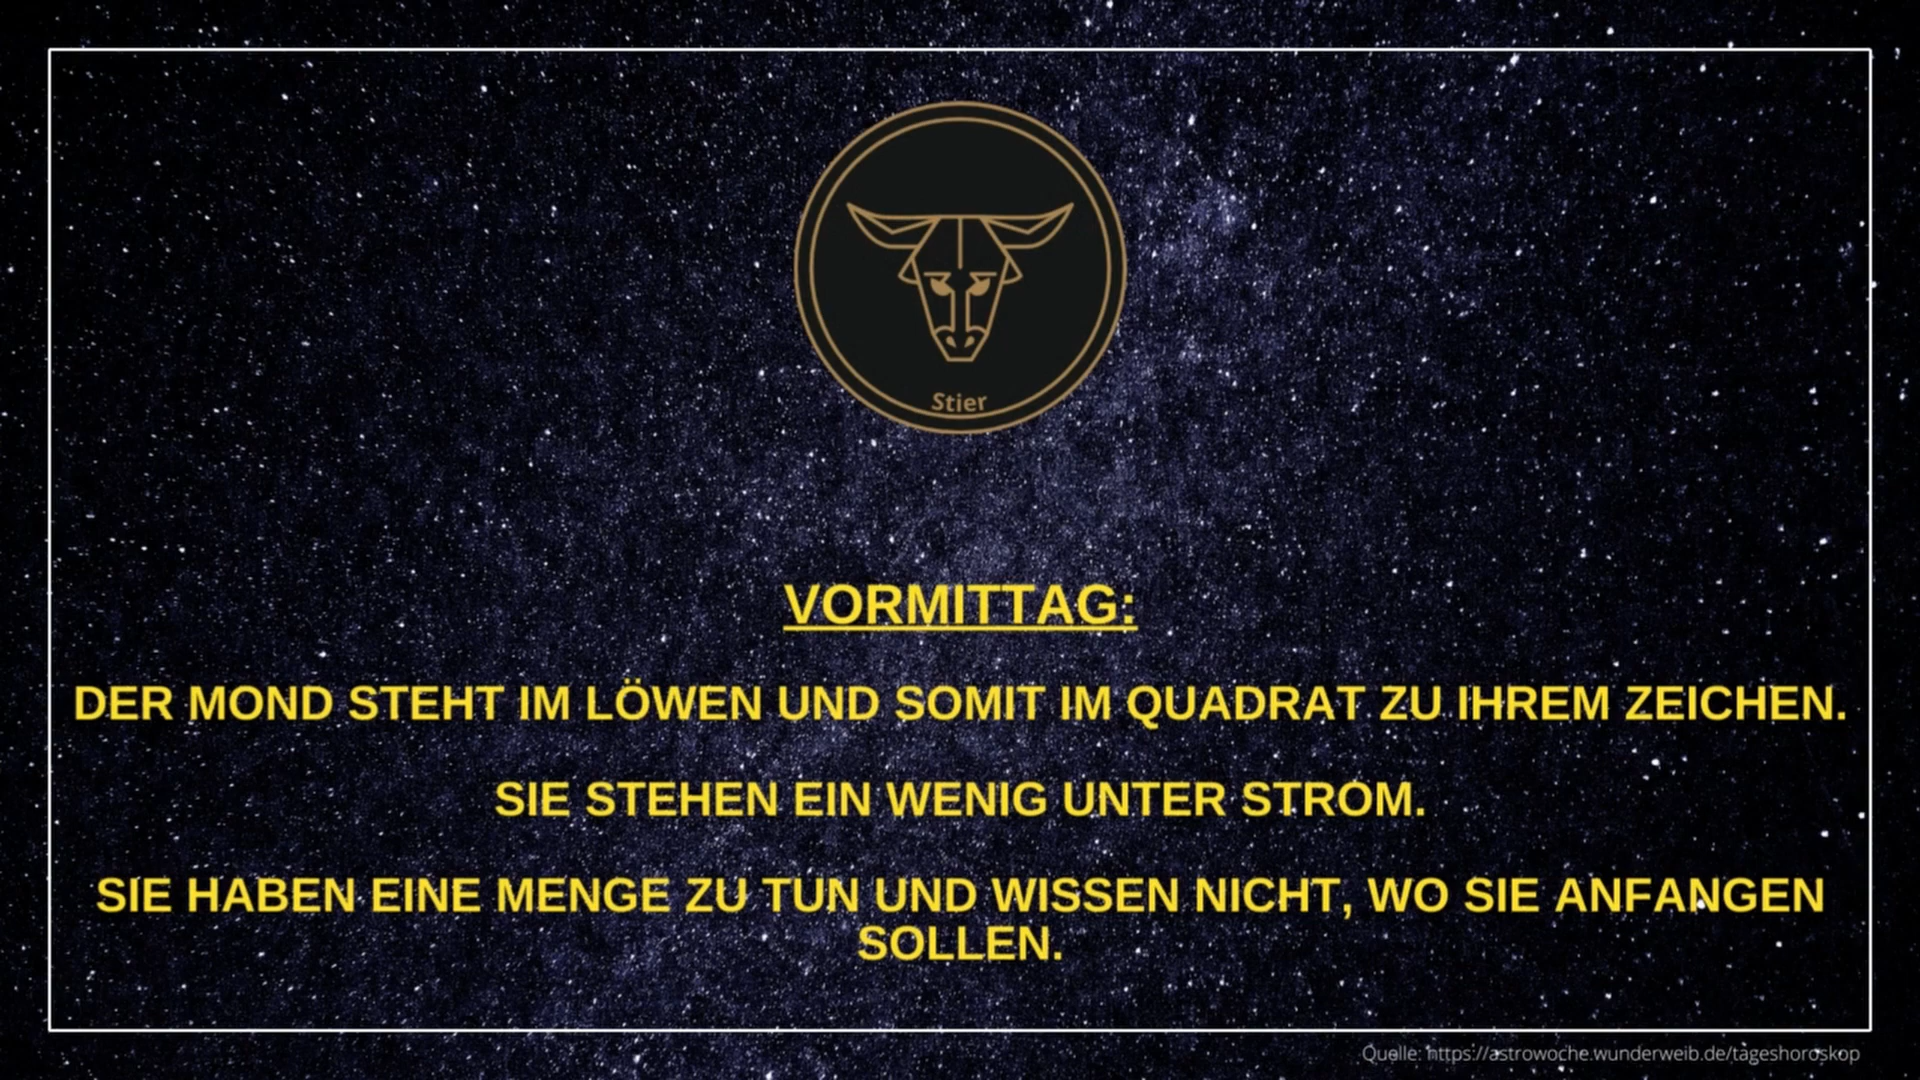 Stier
VORMITTAG:
DER MOND STEHT IM LÖWEN UND SOMIT IM QUADRAT ZU IHREM ZEICHEN.
SIE STEHEN EIN WENIG UNTER STROM.
SIE HABEN EINE MENGE ZU TUN UND WISSEN NICHT, WO SIE ANFANGEN
SOLLEN.
Quelle: https://astrowoche.wunderweib.de/tageshoroskop